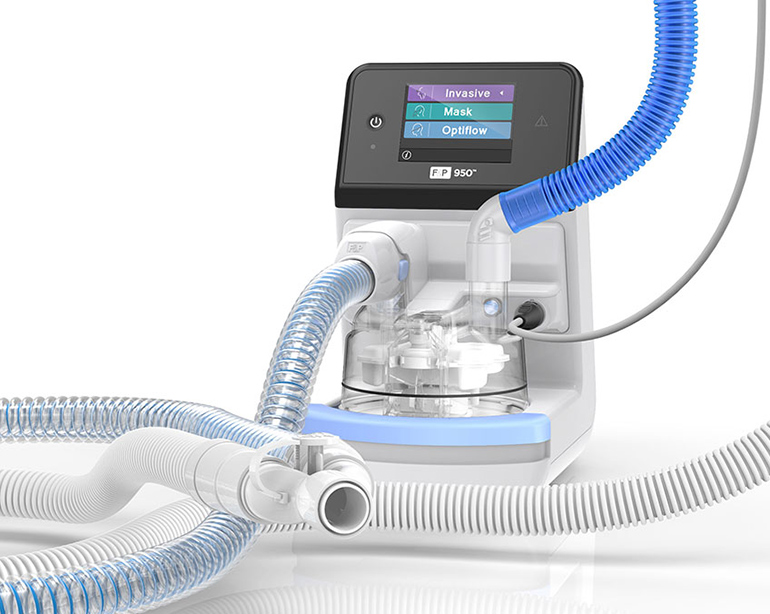 Invasive
Mask
Optiflow
F P 950™
F P